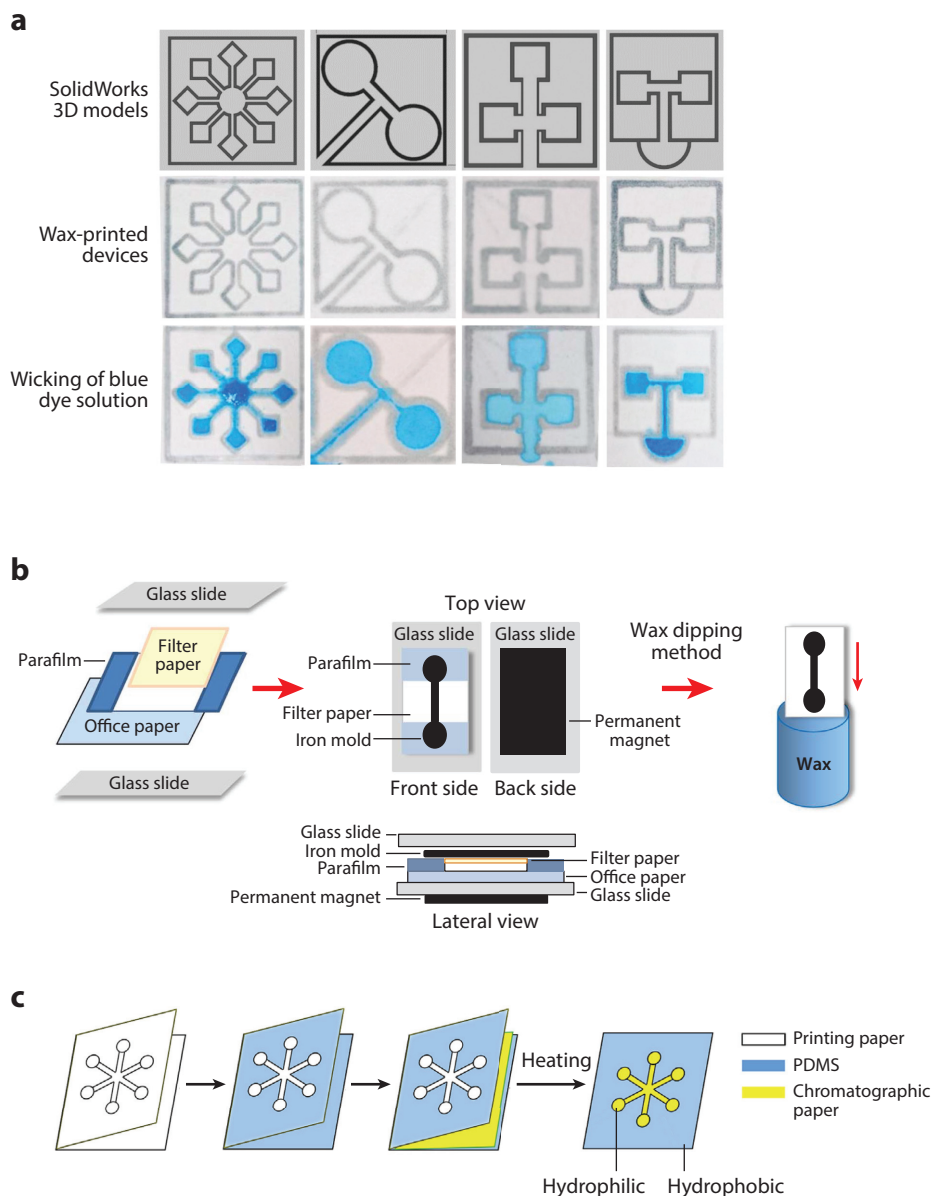 a
SolidWorks
3D models
Wax-printed
devices
Wicking of blue
dye solution
b
Glass slide
Parafilm
Filter
paper
Office paper
Glass slide
Top view
Glass slide
Glass slide
Parafilm
Filter paper
Iron mold
Permanent
magnet
Front side
Back side
Wax dipping
method
Wax
Glass slide
Iron mold
Parafilm
Permanent magnet
Filter paper
Office paper
Glass slide
Lateral view
c
Heating
Printing paper
PDMS
Chromatographic
paper
Hydrophilic
Hydrophobic